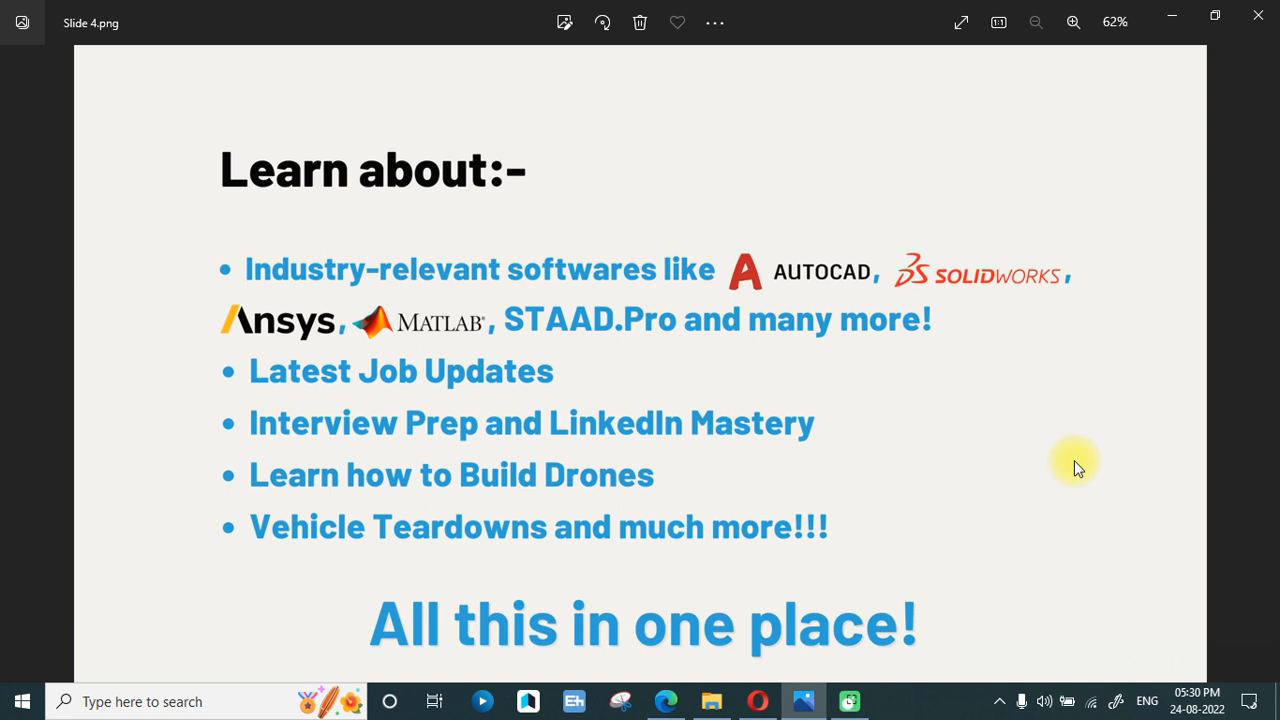 Slide 4.png
62%
Learn about:-
• Industry-relevant softwares like AUTOCAD, SOLIDWORKS,
Ansys, MATLAB®, STAAD.Pro and many more!
• Latest Job Updates
• Interview Prep and LinkedIn Mastery
• Learn how to Build Drones
• Vehicle Teardowns and much more!!!
All this in one place!
Type here to search
ENG
05:30 PM
24-08-2022